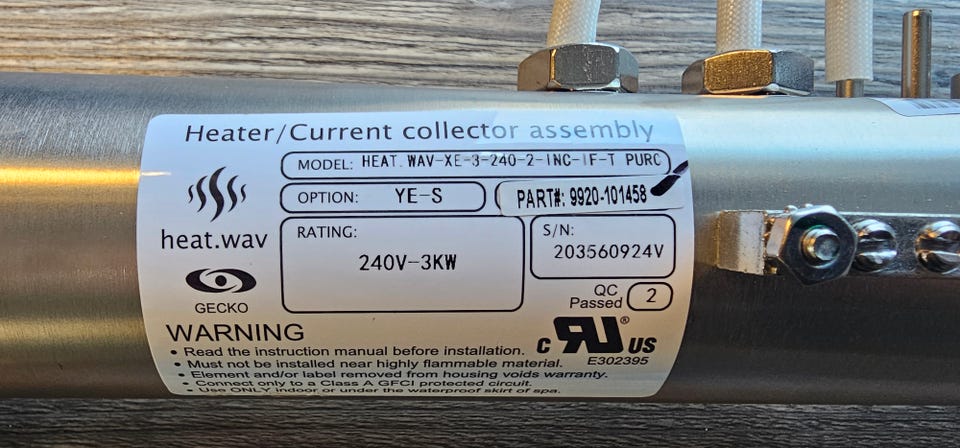 Heater/Current collector assembly
MODEL: HEAT.WAV-XE-3-240-2-INC-IF-T PURC
OPTION: YE-S
PART#: 9920-101458
heat.wav
GECKO
RATING:
240V-3KW
S/N:
203560924V
QC
Passed 2
WARNING
• Read the instruction manual before installation.
• Must not be installed near highly flammable material.
• Element and/or label removed from housing voids warranty.
• Connect only to a Class A GFCI protected circuit.
• Use ONLY indoor or under the waterproof skirt of spa.
C RU ® US
E302395